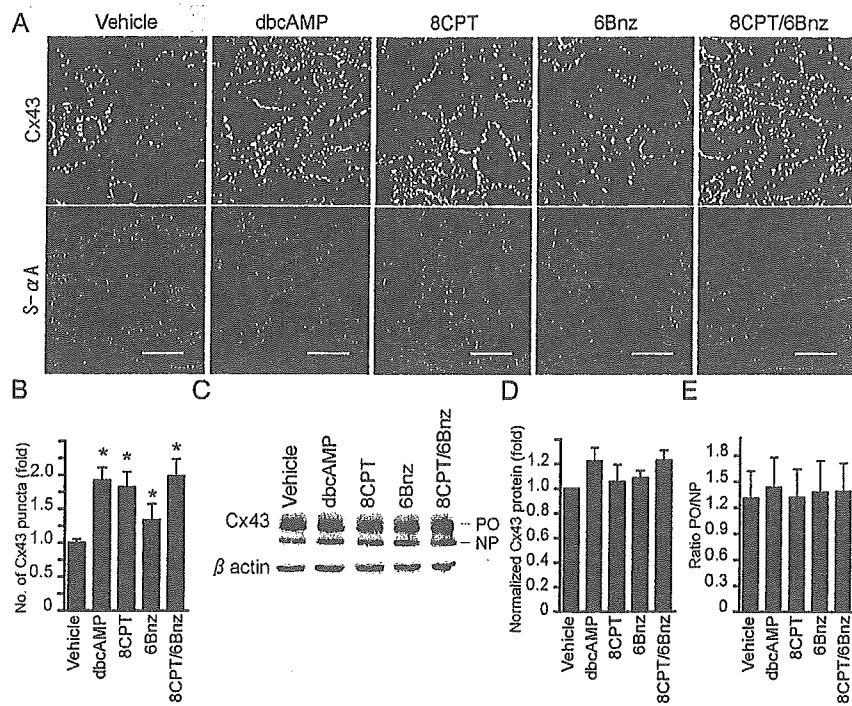 A
Vehicle dbcAMP 8CPT 6Bnz 8CPT/6Bnz
Cx43
S-αA
B C D E
No. of Cx43 puncta (fold)
2.0
1.5
1.0
0.5
0
* * * *
Vehicle
dbcAMP
8CPT
6Bnz
8CPT/6Bnz
Vehicle
dbcAMP
8CPT
6Bnz
8CPT/6Bnz
Cx43
PO
NP
β actin
Normalized Cx43 protein (fold)
1.4
1.2
1.0
0.8
0.6
0.4
0.2
0
Vehicle
dbcAMP
8CPT
6Bnz
8CPT/6Bnz
Ratio PO/NP
1.8
1.5
1.2
0.9
0.6
0.3
0
Vehicle
dbcAMP
8CPT
6Bnz
8CPT/6Bnz